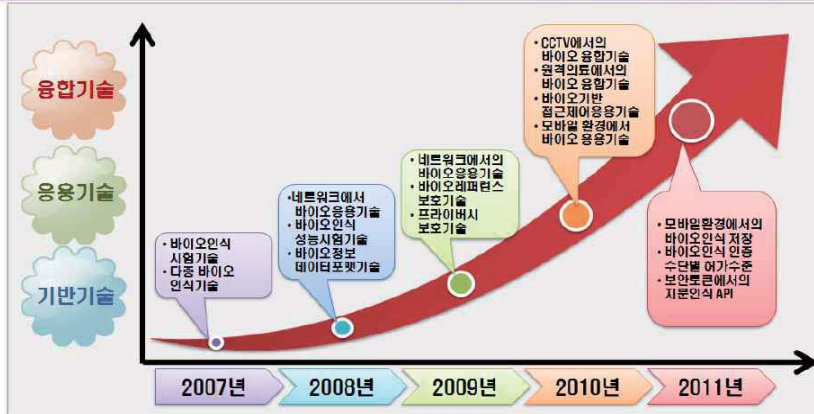 융합기술
응용기술
기반기술
• 바이오인식
시험기술
• 다중 바이오
인식기술
•네트워크에서
바이오응용기술
• 바이오인식
성능시험기술
• 바이오정보
데이터포맷기술
• 네트워크에서의
바이오응용기술
• 바이오레퍼런스
보호기술
• 프라이버시
보호기술
• CCTV에서의
바이오 융합기술
• 원격의료에서의
바이오 융합기술
• 바이오기반
접근제어응용기술
• 모바일 환경에서
바이오 응용기술
• 모바일환경에서의
바이오인식 저장
• 바이오인식 인증
수단별 허가수준
• 보안토큰에서의
지문인식 API
2007년
2008년
2009년
2010년
2011년